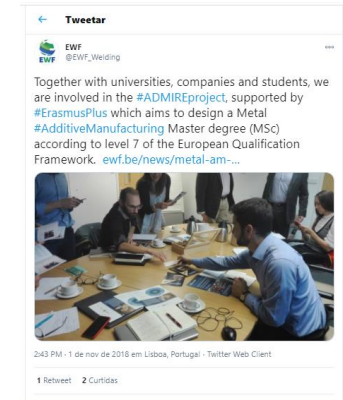 ← Tweetar
EWF
EWF
@EWF_Welding
Together with universities, companies and students, we
are involved in the #ADMIREproject, supported by
#ErasmusPlus which aims to design a Metal
#AdditiveManufacturing Master degree (MSc)
according to level 7 of the European Qualification
Framework. ewf.be/news/metal-am-...
2:43 PM · 1 de nov de 2018 em Lisboa, Portugal · Twitter Web Client
1 Retweet 2 Curtidas